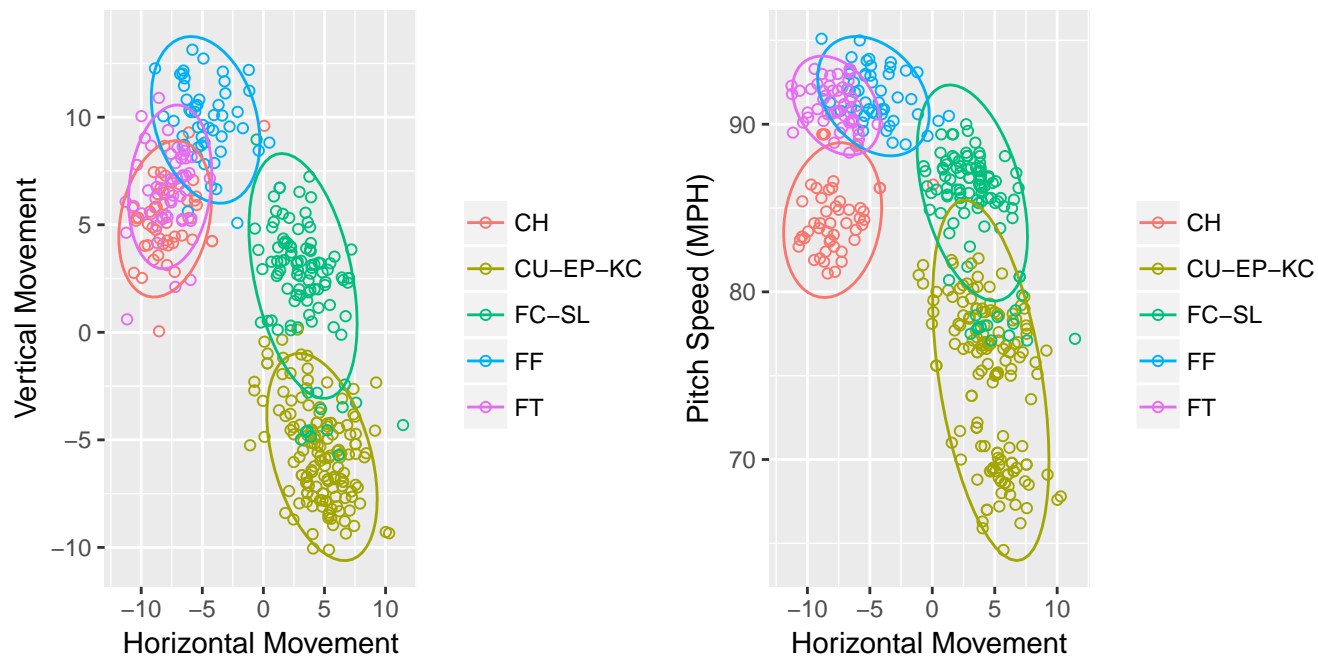 10
5
0
−5
−10
Vertical Movement
−10 −5 0 5 10
Horizontal Movement
CH
CU−EP−KC
FC−SL
FF
FT
90
80
70
Pitch Speed (MPH)
−10 −5 0 5 10
Horizontal Movement
CH
CU−EP−KC
FC−SL
FF
FT